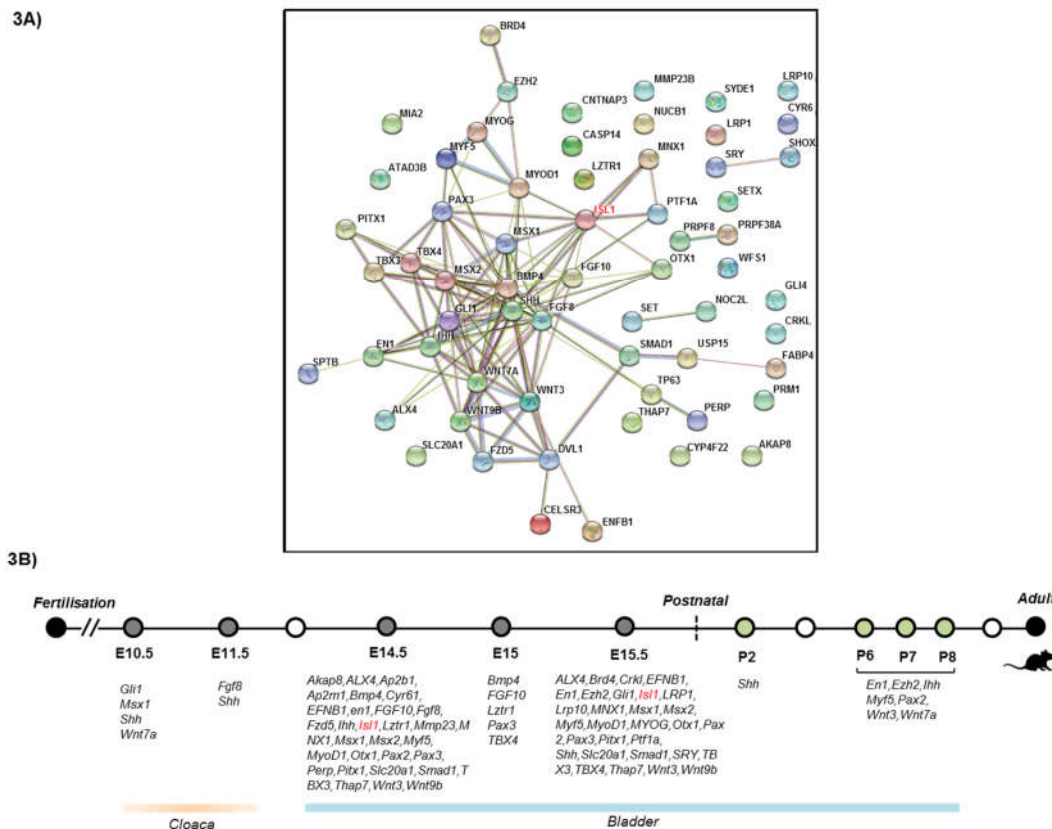 3A)
BRD4
EZH2
MMP23B
LRP10,
SYDE1
CNTNAP3
MIA2
MYOG
NUCB1
CYR6
LRP1
MYF5
CASP14
MNX1
SHOX
SRY
ATAD3B
MYOD1
LZTR1
SETX
PAX3
ISL1
PTF1A
PITX1
PRPF8
PRPF38A
MSX1
TBX4
OTX1
WFS1
TBX3
MSX2
BMP4
FGF10
GLI4
SHH
GLI1
FGF8
SET
NOC2L
CRKL
IHH
EN1
SMAD1
USP15
FABP4
SPTB
WNT7A
TP63
PRM1
WNT3
ALX4
WNT9B
THAP7
PERP
SLC20A1
FZD5
DVL1
CYP4F22
AKAP8
CELSR3
ENFB1
3B)
Fertilisation
Postnatal
Adult
E10.5
E11.5
E14.5
E15
E15.5
P2
P6
P7
P8
Gli1
Msx1
Shh
Wnt7a
Fgf8
Shh
Akap8,ALX4,Ap2b1,
Ap2m1,Bmp4,Cyr61,
EFNB1,en1,FGF10,Fgf8,
Fzd5,Ihh,Isl1,Lztr1,Mmp23,M
NX1,Msx1,Msx2,Myf5,
MyoD1,Otx1,Pax2,Pax3,
Perp,Pitx1,Slc20a1,Smad1,T
BX3,Thap7,Wnt3,Wnt9b
Bmp4
FGF10
Lztr1
Pax3
TBX4
ALX4,Brd4,Crkl,EFNB1,
En1,Ezh2,Gli1,Isl1,LRP1,
Lrp10,MNX1,Msx1,Msx2,
Myf5,MyoD1,MYOG,Otx1,Pax
2,Pax3,Pitx1,Ptf1a,
Shh,Slc20a1,Smad1,SRY,TB
X3,TBX4,Thap7,Wnt3,Wnt9b
Shh
En1,Ezh2,Ihh
Myf5,Pax2,
Wnt3,Wnt7a
Cloaca
Bladder